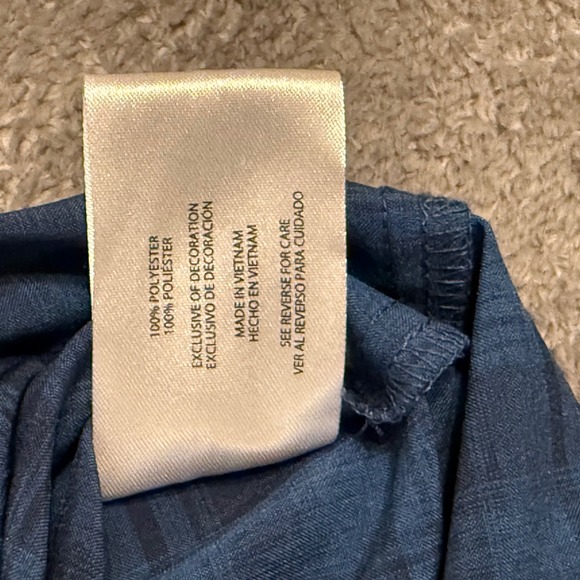 100% POLYESTER
100% POLIÉSTER
EXCLUSIVE OF DECORATION
EXCLUSIVO DE DECORACIÓN
MADE IN VIETNAM
HECHO EN VIETNAM
SEE REVERSE FOR CARE
VER AL REVERSO PARA CUIDADO